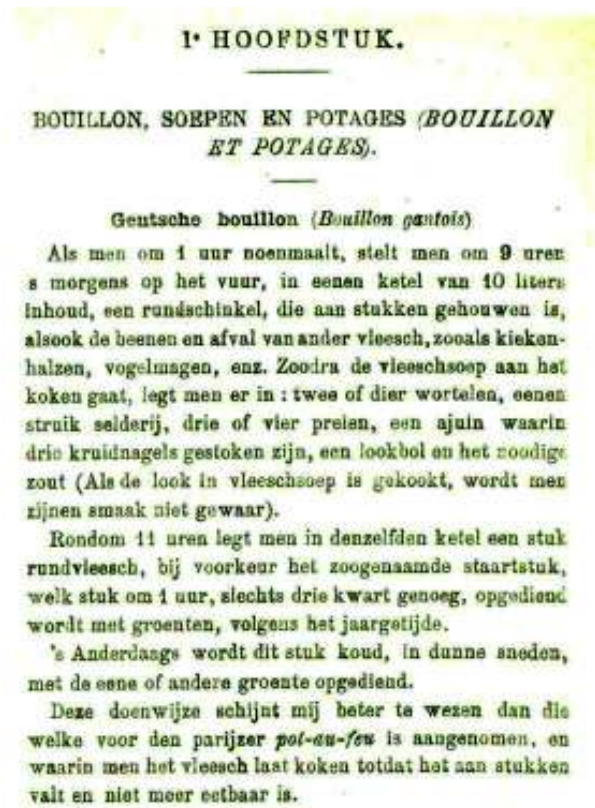 1e HOOFDSTUK.
BOUILLON, SOEPEN EN POTAGES (BOUILLON
ET POTAGES).
Gentsche bouillon (Bouillon gantois)
Als men om 1 uur noenmaalt, stelt men om 9 uren
s morgens op het vuur, in eenen ketel van 10 liters
inhoud, een rundschinkel, die aan stukken gehouwen is,
alsook de beenen en afval van ander vleesch, zooals kieken-
halzen, vogelmagen, enz. Zoodra de vleeschsoep aan het
koken gaat, legt men er in : twee of dier wortelen, eenen
struik selderij, drie of vier preien, een ajuin waarin
drie kruidnagels gestoken zijn, een lookbol en het noodige
zout (Als de look in vleeschsoep is gekookt, wordt men
zijnen smaak niet gewaar).
Rondom 11 uren legt men in denzelfden ketel een stuk
rundvleesch, bij voorkeur het zoogenaamde staartstuk,
welk stuk om 1 uur, slechts drie kwart genoeg, opgediend
wordt met groenten, volgens het jaargetijde.
's Anderdaags wordt dit stuk koud, in dunne sneden,
met de eene of andere groente opgediend.
Deze doenwijze schijnt mij beter te wezen dan die
welke voor den parijzer pot-au-feu is aangenomen, en
waarin men het vleesch laat koken totdat het aan stukken
valt en niet meer eetbaar is.